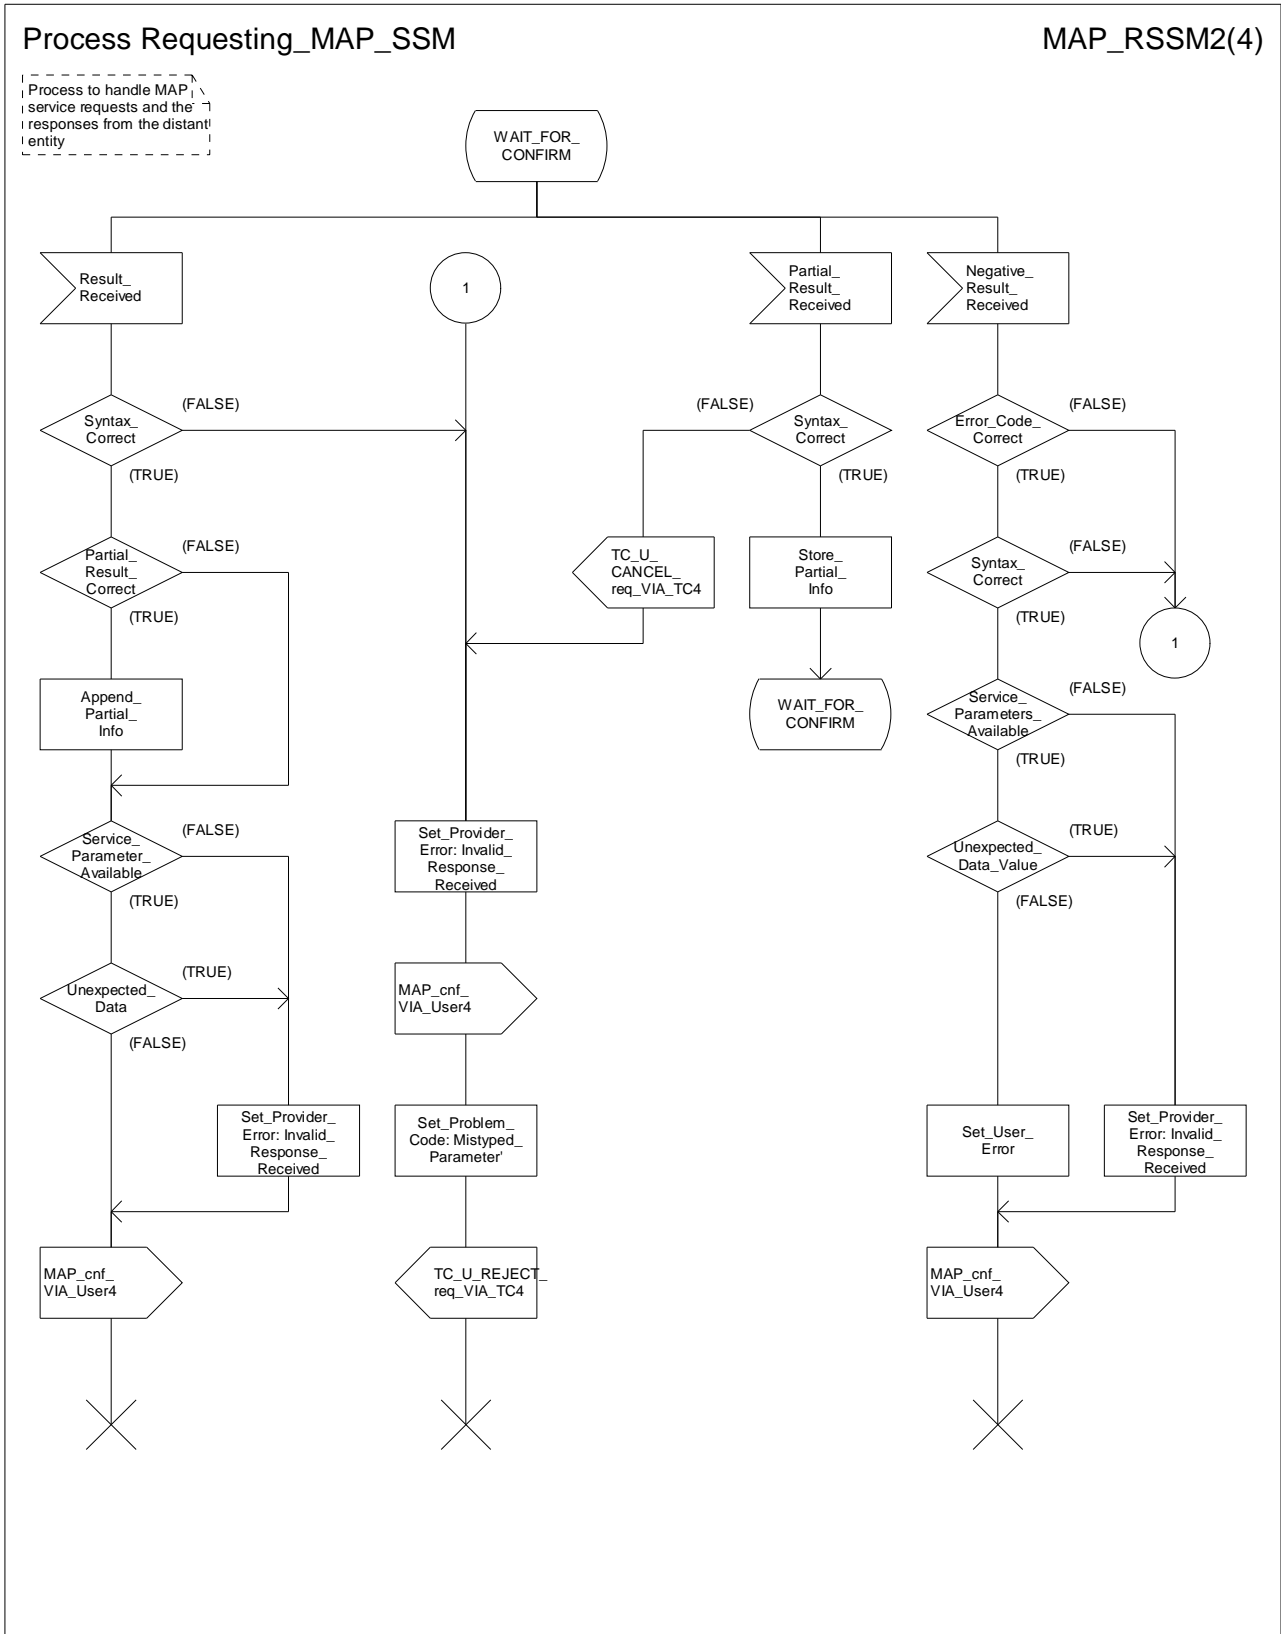 Process Requesting_MAP_SSM
MAP_RSSM2(4)
Process to handle MAP
service requests and the
responses from the distant
entity
WAIT_FOR_
CONFIRM
Result_
Received
1
Partial_
Result_
Received
Negative_
Result_
Received
Syntax_
Correct
(FALSE)
(TRUE)
(FALSE)
Syntax_
Correct
(TRUE)
Error_Code_
Correct
(FALSE)
(TRUE)
Partial_
Result_
Correct
(FALSE)
(TRUE)
TC_U_
CANCEL_
req_VIA_TC4
Store_
Partial_
Info
Syntax_
Correct
(FALSE)
(TRUE)
1
Append_
Partial_
Info
WAIT_FOR_
CONFIRM
Service_
Parameters_
Available
(FALSE)
(TRUE)
Service_
Parameter_
Available
(FALSE)
(TRUE)
Set_Provider_
Error: Invalid_
Response_
Received
Unexpected_
Data_Value
(TRUE)
(FALSE)
Unexpected_
Data
(TRUE)
(FALSE)
MAP_cnf_
VIA_User4
Set_Provider_
Error: Invalid_
Response_
Received
Set_Problem_
Code: Mistyped_
Parameter'
Set_User_
Error
Set_Provider_
Error: Invalid_
Response_
Received
MAP_cnf_
VIA_User4
TC_U_REJECT_
req_VIA_TC4
MAP_cnf_
VIA_User4